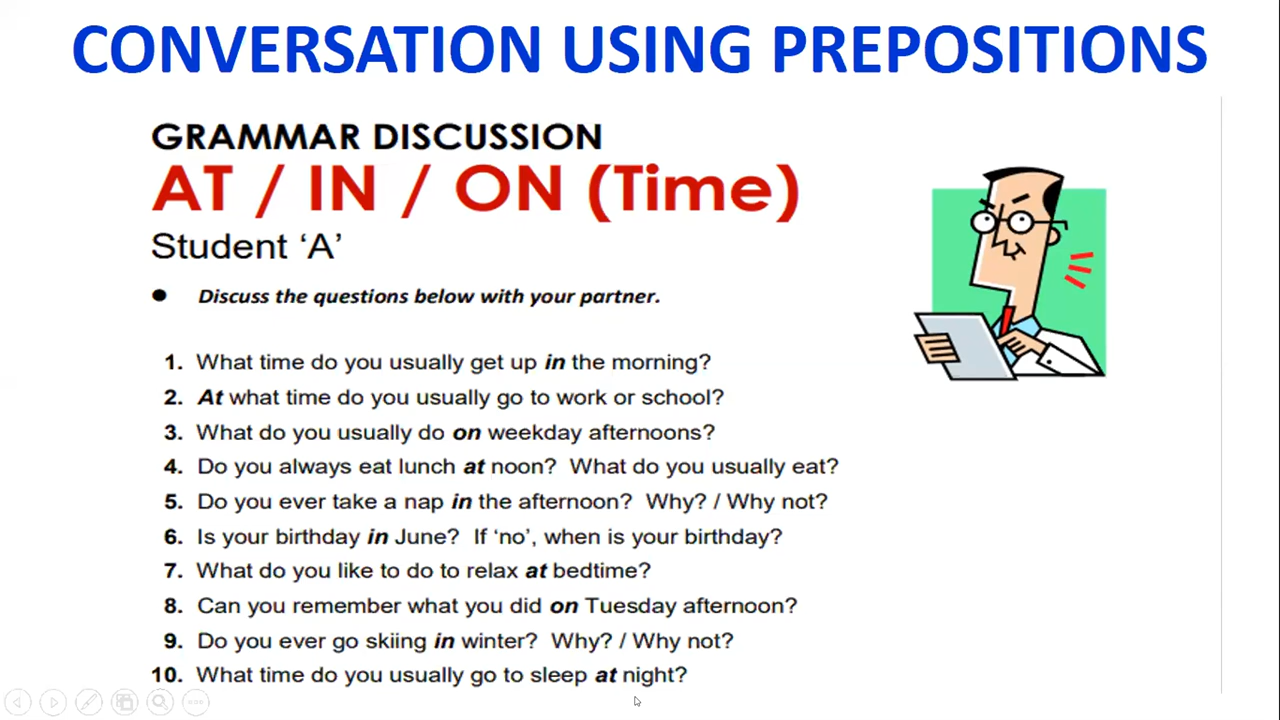 CONVERSATION USING PREPOSITIONS
GRAMMAR DISCUSSION
AT / IN / ON (Time)
Student ‘A’
● Discuss the questions below with your partner.
1. What time do you usually get up in the morning?
2. At what time do you usually go to work or school?
3. What do you usually do on weekday afternoons?
4. Do you always eat lunch at noon? What do you usually eat?
5. Do you ever take a nap in the afternoon? Why? / Why not?
6. Is your birthday in June? If ‘no’, when is your birthday?
7. What do you like to do to relax at bedtime?
8. Can you remember what you did on Tuesday afternoon?
9. Do you ever go skiing in winter? Why? / Why not?
10. What time do you usually go to sleep at night?